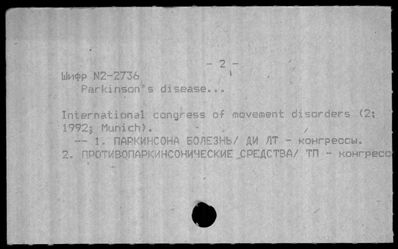 - 2 -
Шифр N2-2736
Parkinson's disease...
International congress of movement disorders (2;
1992; Munich).
-- 1. ПАРКИНСОНА БОЛЕЗНЬ/ ДИ ЛТ - конгрессы.
2. ПРОТИВОПАРКИНСОНИЧЕСКИЕ СРЕДСТВА/ ТП - конгресс